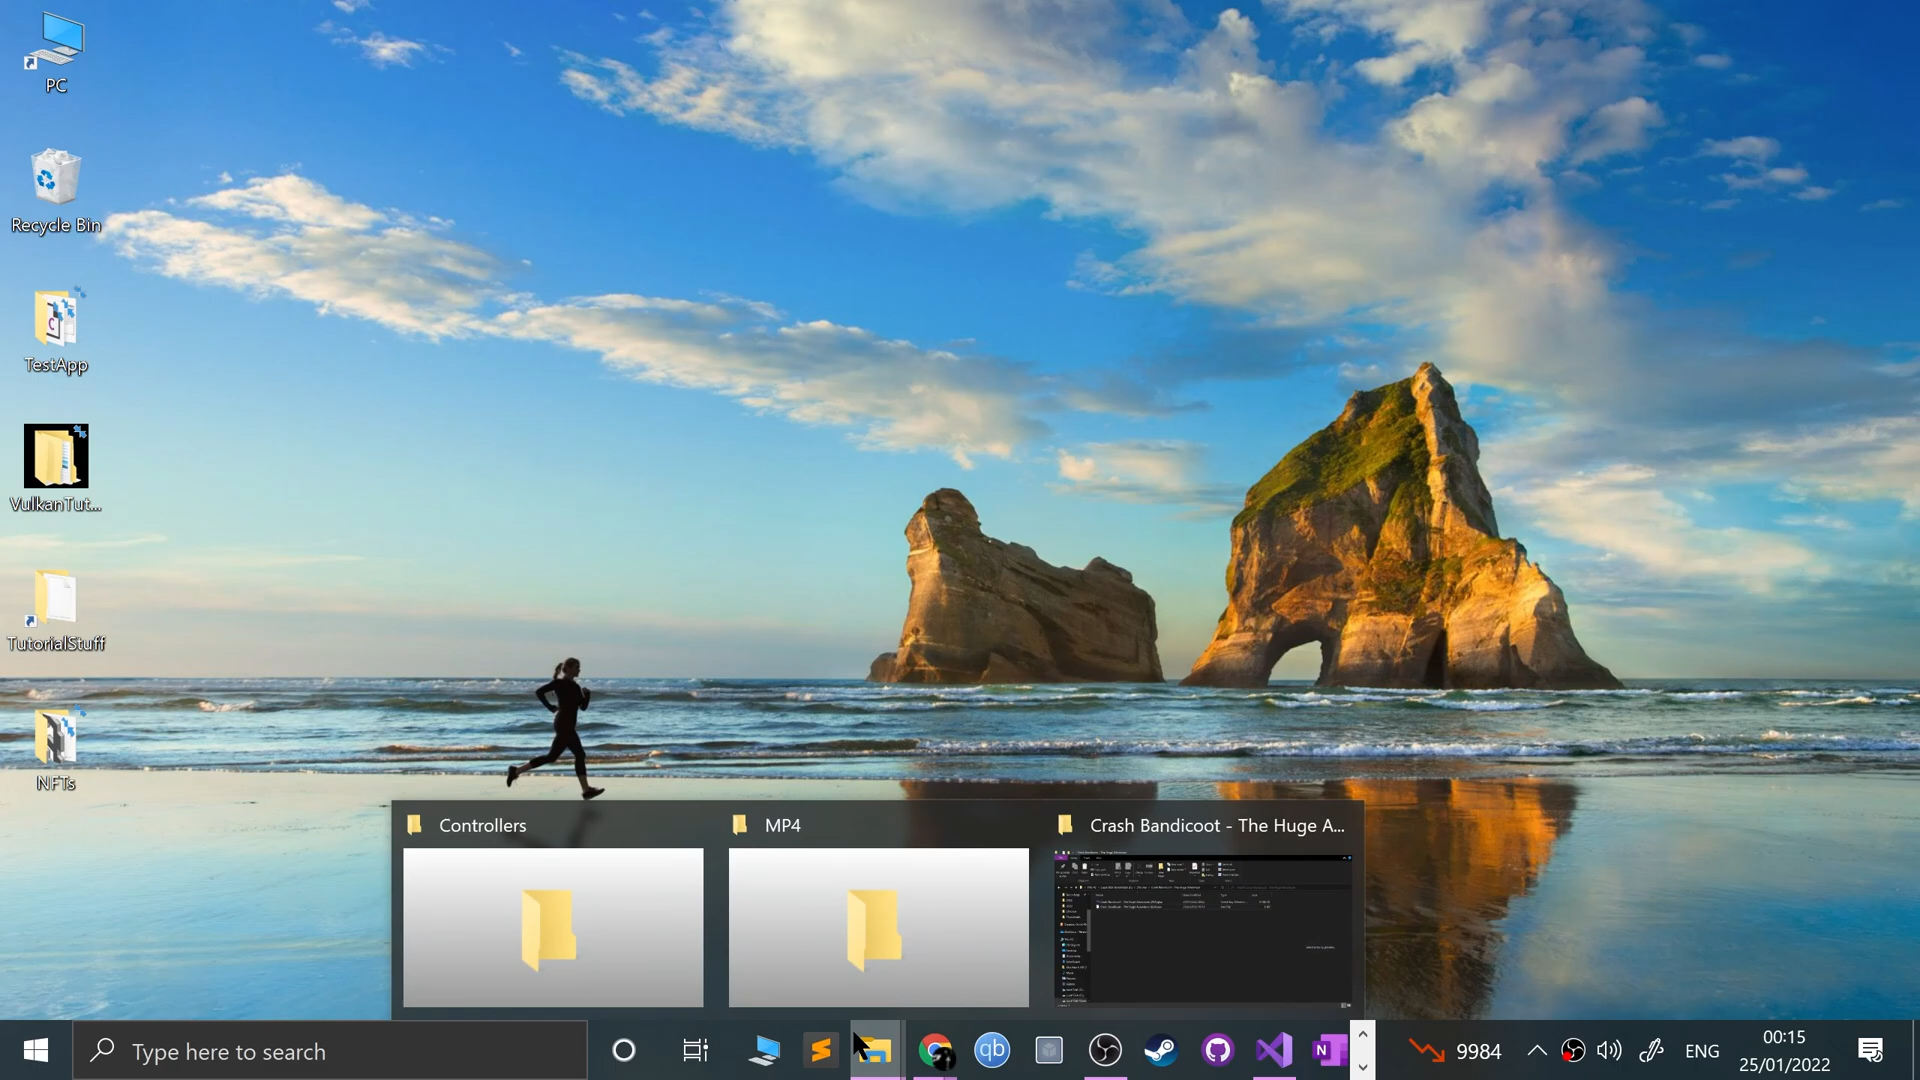 PC
Recycle Bin
TestApp
VulkanTut...
TutorialStuff
NFTs
Controllers
MP4
Crash Bandicoot - The Huge A...
Type here to search
qb
N
9984
ENG
00:15
25/01/2022